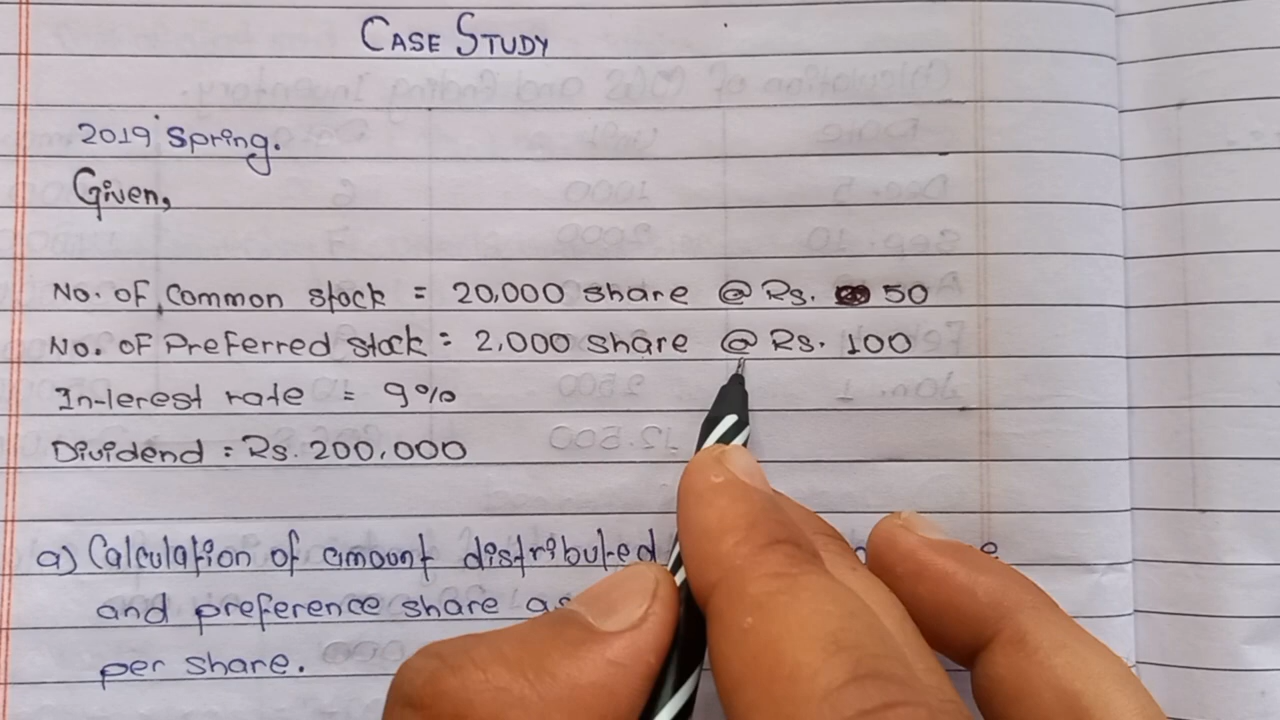 CASE STUDY
2019 Spring.
Given,
No. of Common stock = 20,000 share @ Rs. 50
No. of Preferred stock = 2,000 share @ Rs. 100
Interest rate = 9%
Dividend = Rs. 200,000
a) Calculation of amount distributed
and preference share as
per share.